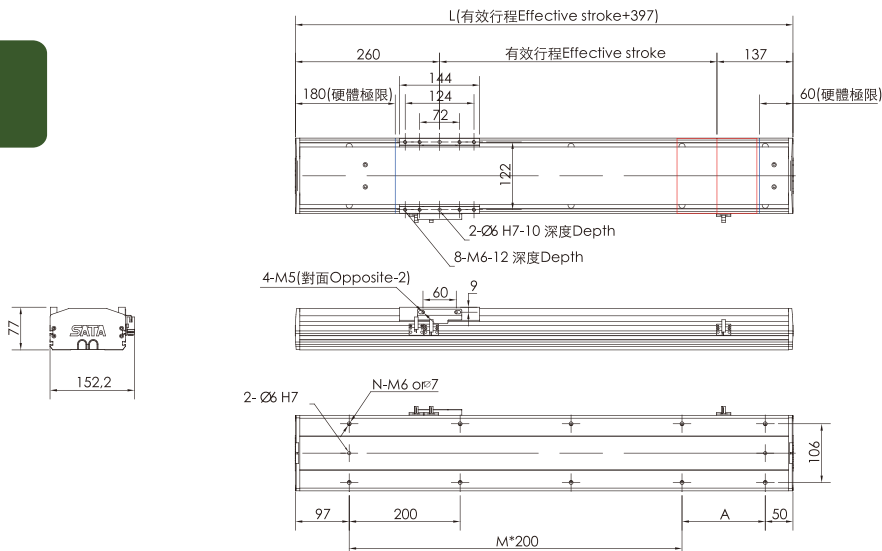 L(有效行程Effective stroke+397)
260
有效行程Effective stroke
137
144
180(硬體極限)
124
60(硬體極限)
72
122
2-Ø6 H7-10 深度Depth
8-M6-12 深度Depth
4-M5(對面Opposite-2)
60
9
77
SATA
152,2
N-M6 orø7
2- Ø6 H7
106
97
200
A
50
M*200